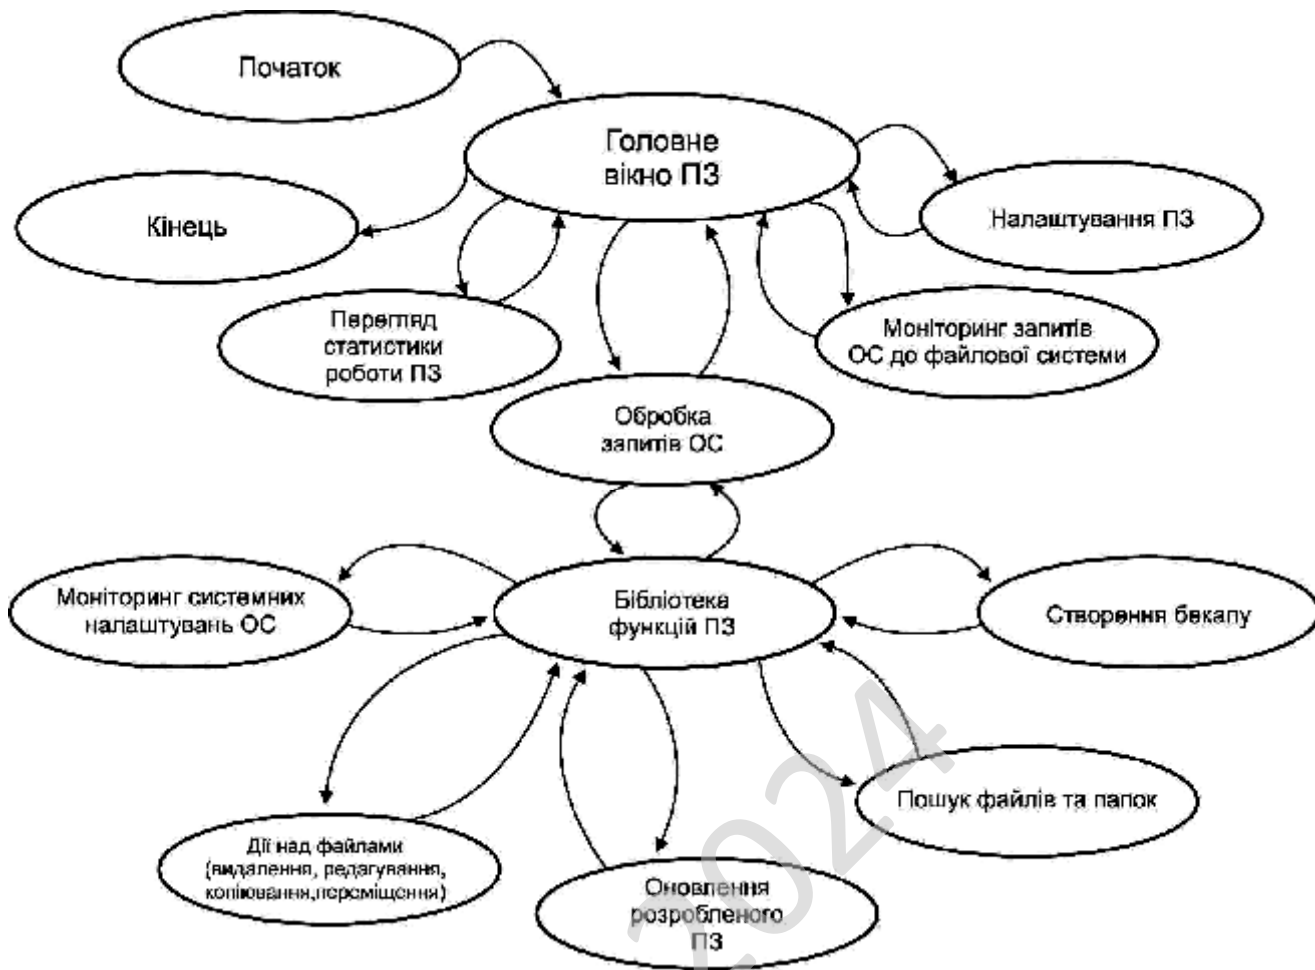 Початок
Головне
вікно ПЗ
Кінець
Налаштування ПЗ
Перегляд
статистики
роботи ПЗ
Моніторинг запитів
ОС до файлової системи
Обробка
запитів ОС
Моніторинг системних
налаштувань ОС
Бібліотека
функцій ПЗ
Створення бекапу
Пошук файлів та папок
Дії над файлами
(видалення, редагування,
копіювання,переміщення)
Оновлення
розробленого
ПЗ
2024